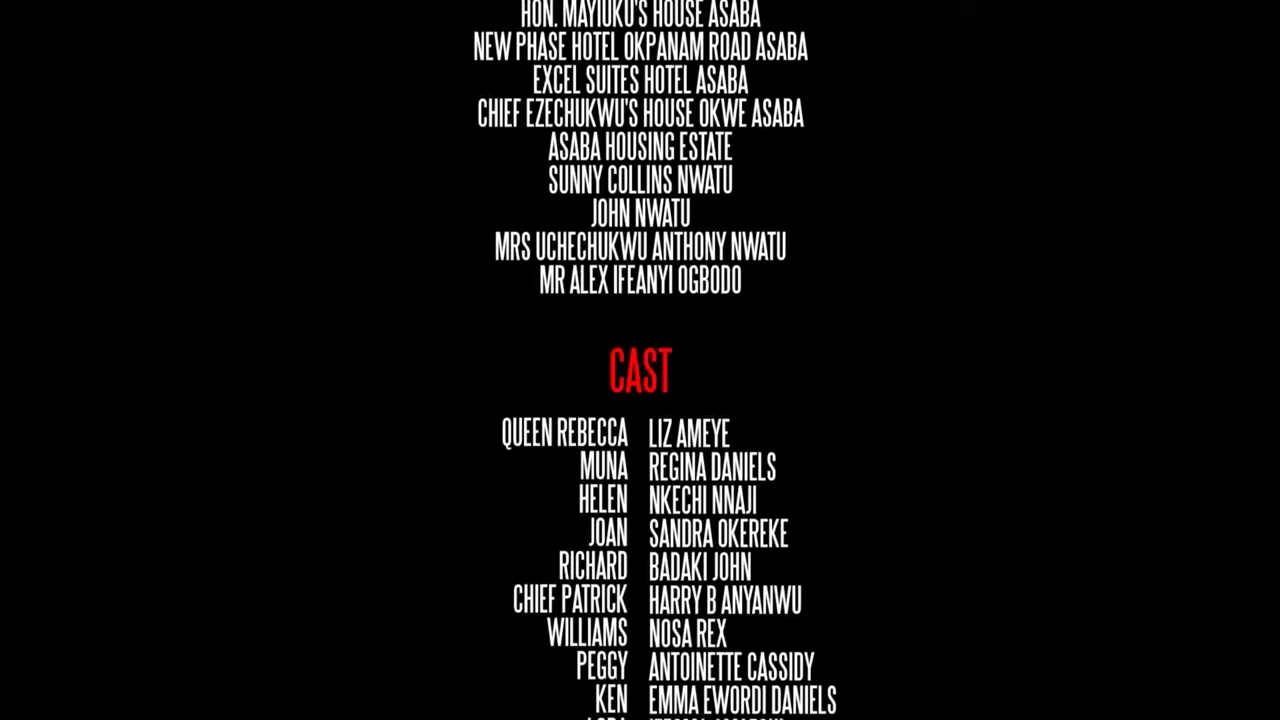 HON. MAYIUKU'S HOUSE ASABA
NEW PHASE HOTEL OKPANAM ROAD ASABA
EXCEL SUITES HOTEL ASABA
CHIEF EZECHUKWU'S HOUSE OKWE ASABA
ASABA HOUSING ESTATE
SUNNY COLLINS NWATU
JOHN NWATU
MRS UCHECHUKWU ANTHONY NWATU
MR ALEX IFEANYI OGBODO
CAST
QUEEN REBECCA LIZ AMEYE
MUNA REGINA DANIELS
HELEN NKECHI NNAJI
JOAN SANDRA OKEREKE
RICHARD BADAKI JOHN
CHIEF PATRICK HARRY B ANYANWU
WILLIAMS NOSA REX
PEGGY ANTOINETTE CASSIDY
KEN EMMA EWORDI DANIELS